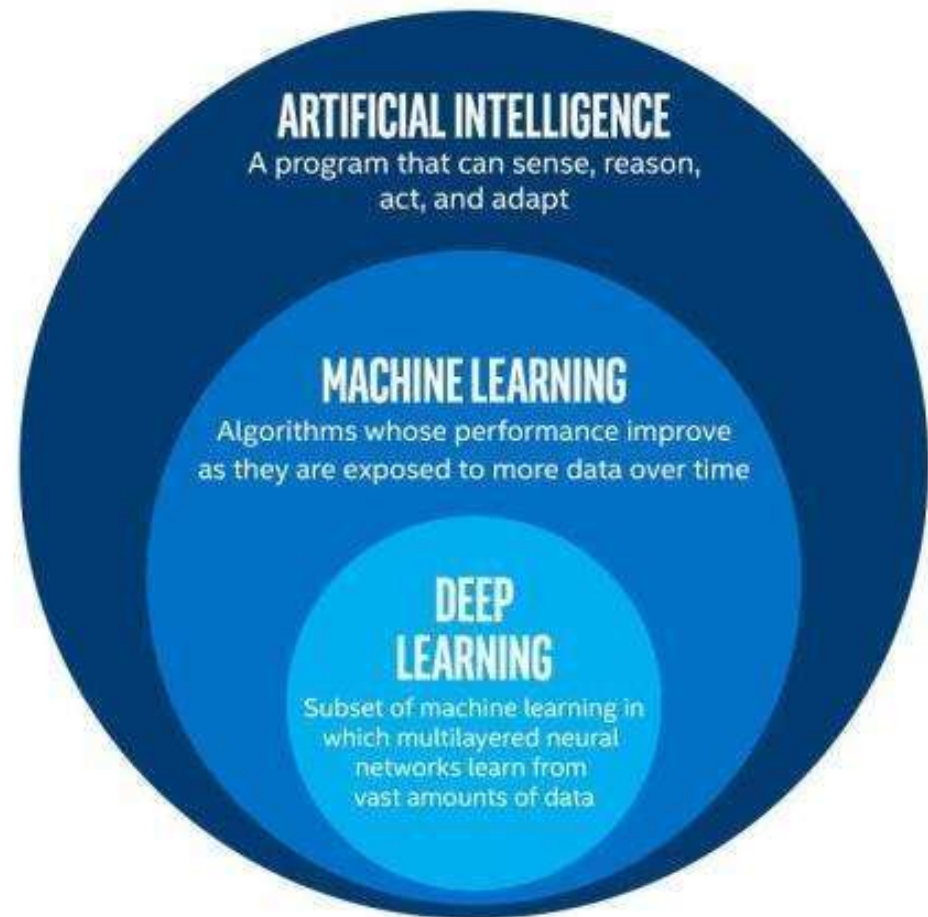 ARTIFICIAL INTELLIGENCE
A program that can sense, reason,
act, and adapt
MACHINE LEARNING
Algorithms whose performance improve
as they are exposed to more data over time
DEEP
LEARNING
Subset of machine learning in
which multilayered neural
networks learn from
vast amounts of data